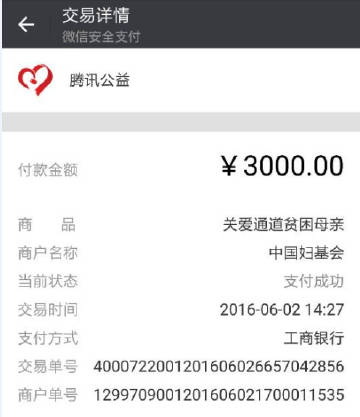 交易详情
微信安全支付
腾讯公益
付款金额 ¥3000.00
商 品 关爱通道贫困母亲
商户名称 中国妇基会
当前状态 支付成功
交易时间 2016-06-02 14:27
支付方式 工商银行
交易单号 4000722001201606026657042856
商户单号 1299709001201606021700011535